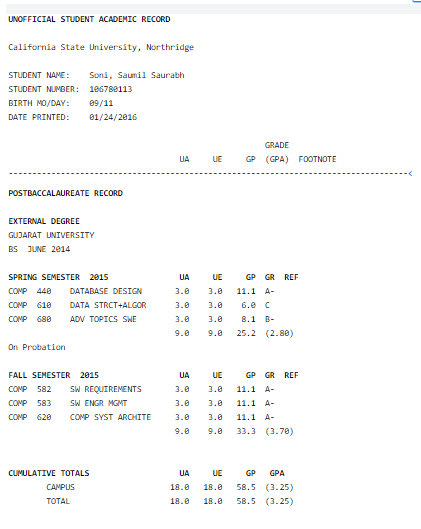 UNOFFICIAL STUDENT ACADEMIC RECORD
California State University, Northridge
STUDENT NAME: Soni, Saumil Saurabh
STUDENT NUMBER: 106780113
BIRTH MO/DAY: 09/11
DATE PRINTED: 01/24/2016
GRADE
UA UE GP (GPA) FOOTNOTE
--------------------------------------------------------------------------------<
POSTBACCALAUREATE RECORD
EXTERNAL DEGREE
GUJARAT UNIVERSITY
BS JUNE 2014
SPRING SEMESTER 2015 UA UE GP GR REF
COMP 440 DATABASE DESIGN 3.0 3.0 11.1 A-
COMP 610 DATA STRCT+ALGOR 3.0 3.0 6.0 C
COMP 680 ADV TOPICS SWE 3.0 3.0 8.1 B-
9.0 9.0 25.2 (2.80)
On Probation
FALL SEMESTER 2015 UA UE GP GR REF
COMP 582 SW REQUIREMENTS 3.0 3.0 11.1 A-
COMP 583 SW ENGR MGMT 3.0 3.0 11.1 A-
COMP 620 COMP SYST ARCHITE 3.0 3.0 11.1 A-
9.0 9.0 33.3 (3.70)
CUMULATIVE TOTALS UA UE GP GPA
CAMPUS 18.0 18.0 58.5 (3.25)
TOTAL 18.0 18.0 58.5 (3.25)